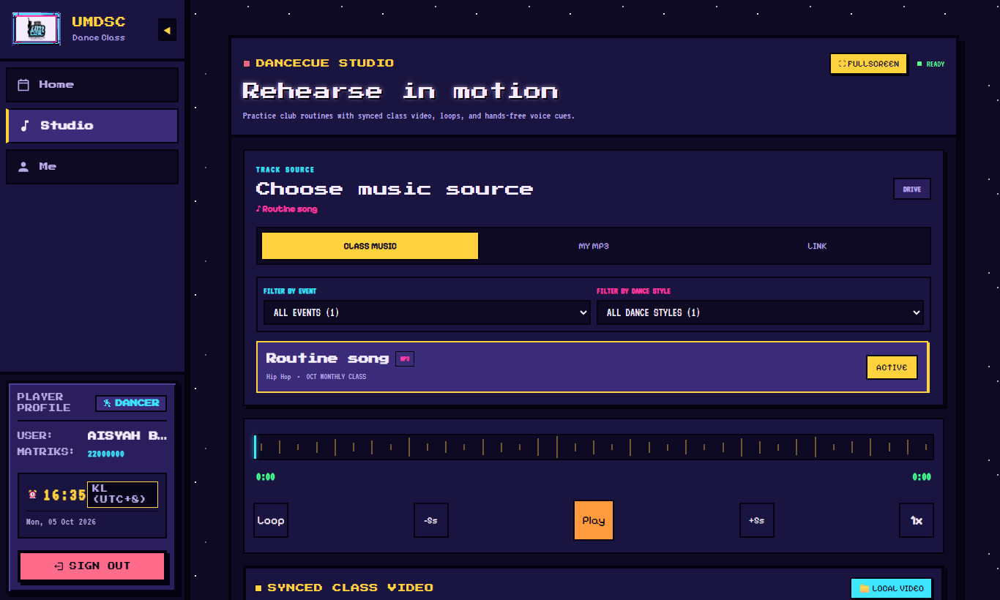 UMDSC
Dance Class
◀
Home
Studio
Me
PLAYER PROFILE
DANCER
USER: AISYAH B…
MATRIKS: 22000000
16:35 KL (UTC+8)
Mon, 05 Oct 2026
SIGN OUT
DANCECUE STUDIO
FULLSCREEN
READY
Rehearse in motion
Practice club routines with synced class video, loops, and hands-free voice cues.
TRACK SOURCE
Choose music source
DRIVE
♪ Routine song
CLASS MUSIC
MY MP3
LINK
FILTER BY EVENT
FILTER BY DANCE STYLE
ALL EVENTS (1)
ALL DANCE STYLES (1)
Routine song MP3
Hip Hop • OCT MONTHLY CLASS
ACTIVE
0:00
0:00
Loop
-8s
Play
+8s
1x
SYNCED CLASS VIDEO
LOCAL VIDEO